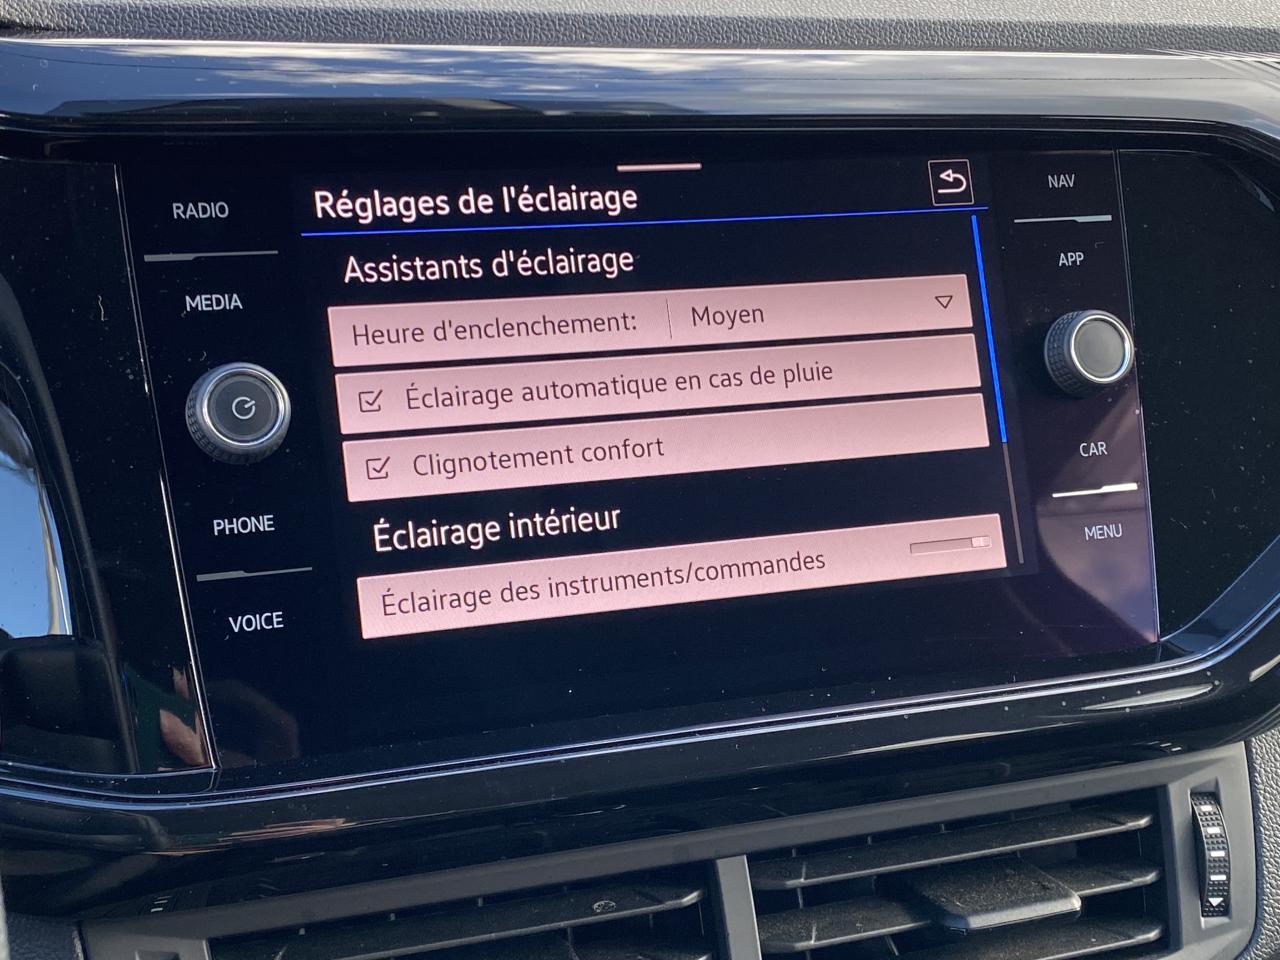 RADIO
MEDIA
PHONE
VOICE
Réglages de l'éclairage
Assistants d'éclairage
Heure d'enclenchement: Moyen
Éclairage automatique en cas de pluie
Clignotement confort
Éclairage intérieur
Éclairage des instruments/commandes
NAV
APP
CAR
MENU